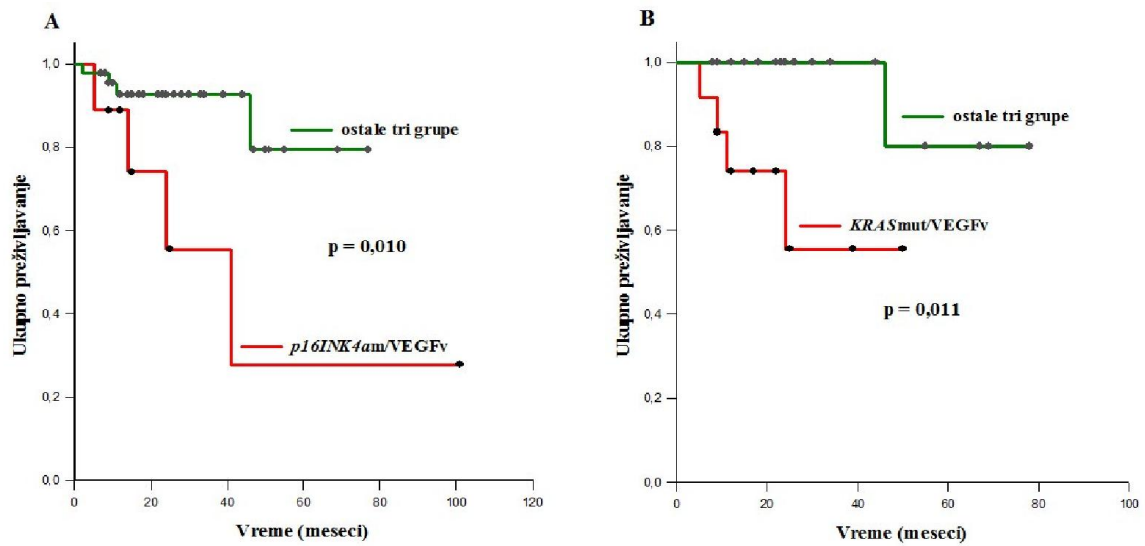 A
Ukupno preživljavanje
1,0
0,8
0,6
0,4
0,2
0,0
ostale tri grupe
p = 0,010
p16INK4am/VEGFv
0
20
40
60
80
100
120
Vreme (meseci)
B
Ukupno preživljavanje
1,0
0,8
0,6
0,4
0,2
0,0
ostale tri grupe
KRASmut/VEGFv
p = 0,011
0
20
40
60
80
100
Vreme (meseci)